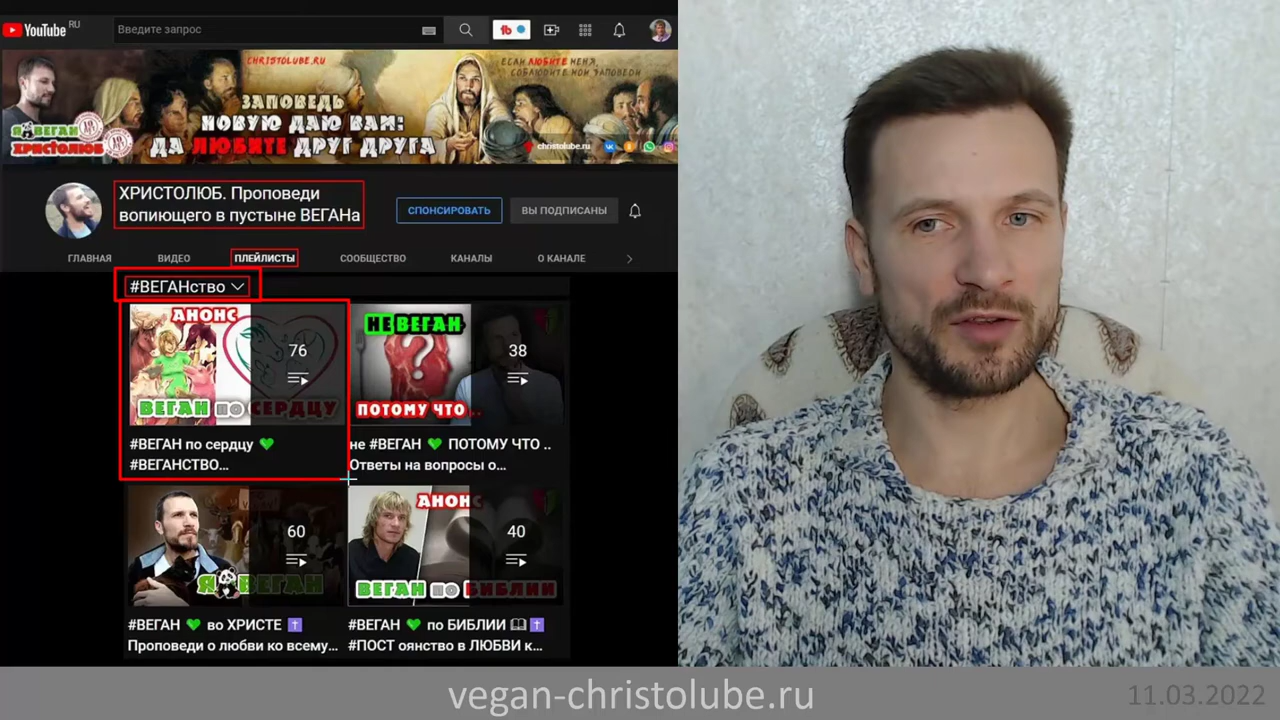 YouTube RU
Введите запрос
CHRISTOLUBE.RU
ЕСЛИ ЛЮБИТЕ МЕНЯ,
СОБЛЮДИТЕ МОИ ЗАПОВЕДИ
ЗАПОВЕДЬ
НОВУЮ ДАЮ ВАМ:
ДА ЛЮБИТЕ ДРУГ ДРУГА
Я ВЕГАН
ХРИСТОЛЮБ
christolube.ru
ХРИСТОЛЮБ. Проповеди
вопиющего в пустыне ВЕГАНа
СПОНСИРОВАТЬ
ВЫ ПОДПИСАНЫ
ГЛАВНАЯ ВИДЕО ПЛЕЙЛИСТЫ СООБЩЕСТВО КАНАЛЫ О КАНАЛЕ
#ВЕГАНство
АНОНС
76
ВЕГАН ПО СЕРДЦУ
#ВЕГАН по сердцу 💚
#ВЕГАНСТВО...
НЕ ВЕГАН
38
ПОТОМУ ЧТО..
не #ВЕГАН 💚 ПОТОМУ ЧТО ..
Ответы на вопросы о...
60
Я ВЕГАН
#ВЕГАН 💚 во ХРИСТЕ ✝
Проповеди о любви ко всему...
АНОНС
40
ВЕГАН ПО БИБЛИИ
#ВЕГАН 💚 по БИБЛИИ 📖✝
#ПОСТ оянство в ЛЮБВИ к...
vegan-christolube.ru
11.03.2022